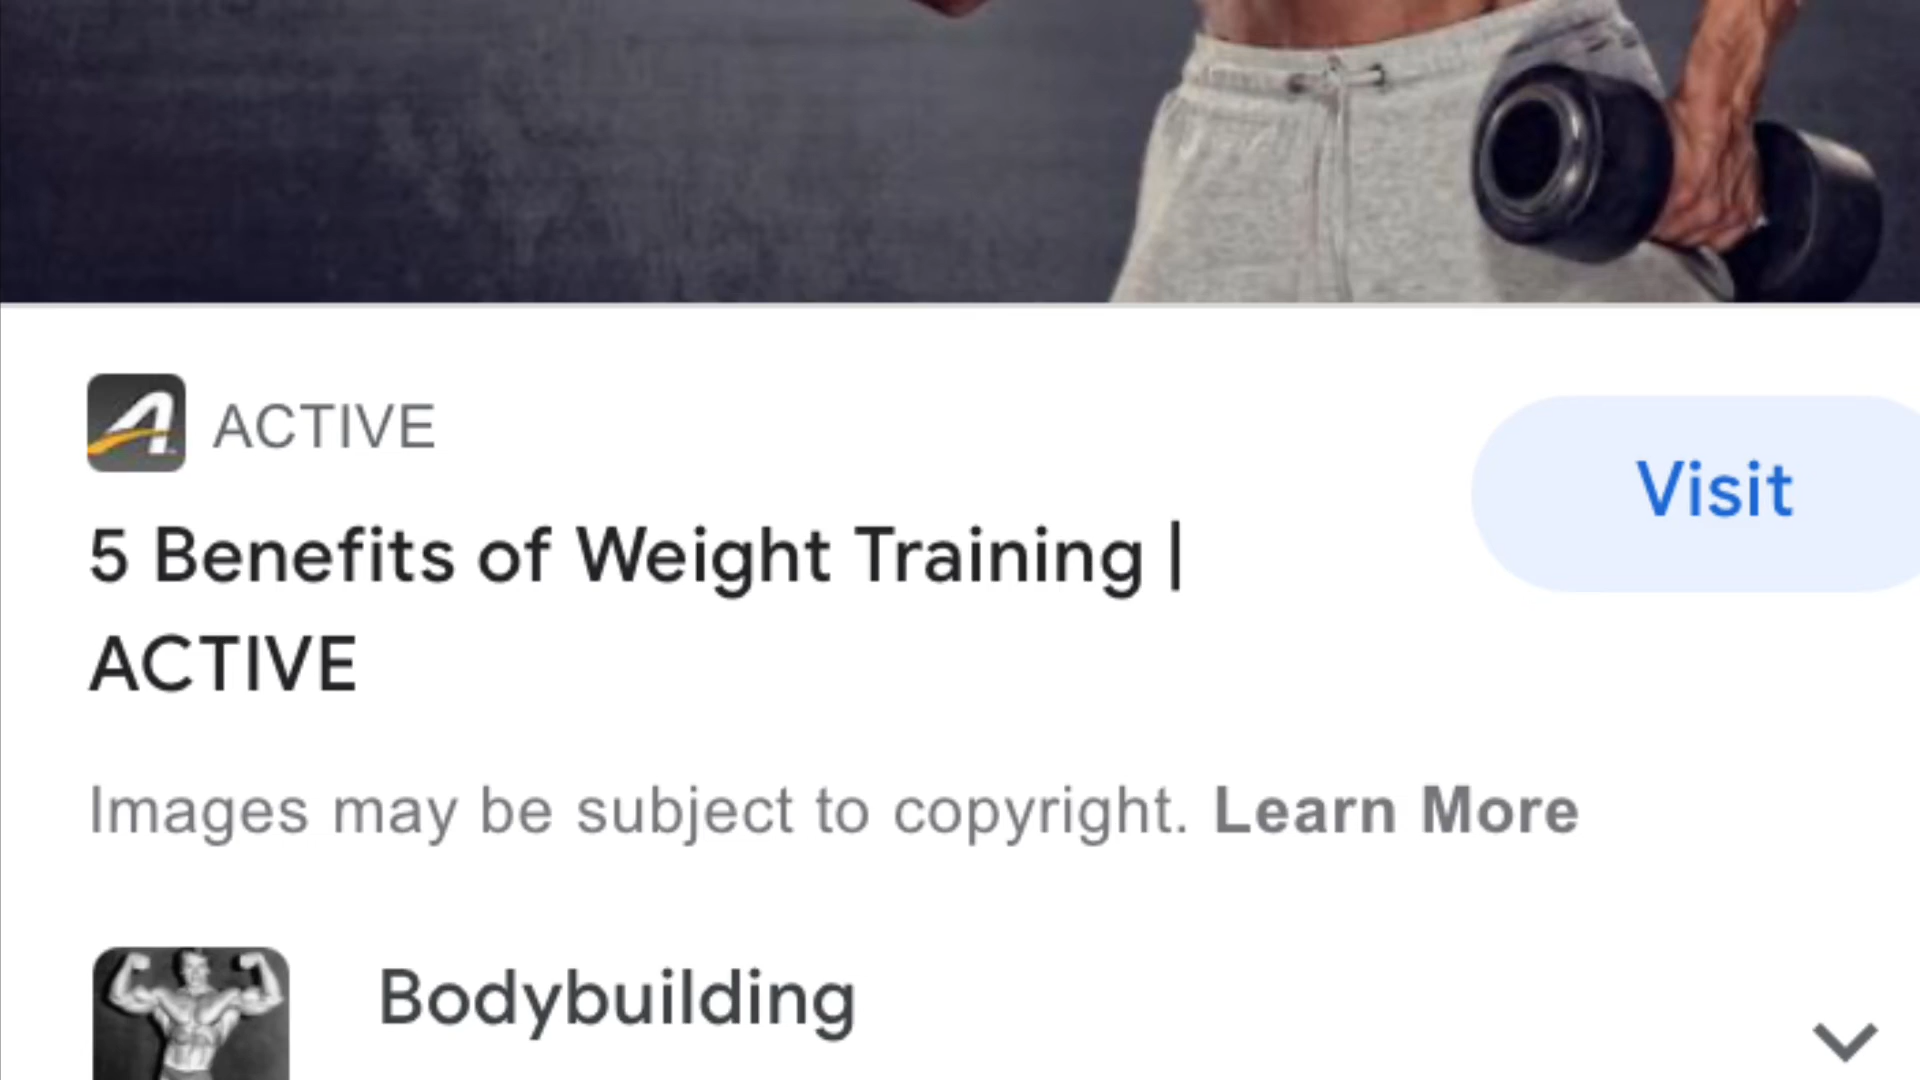 ACTIVE
Visit
5 Benefits of Weight Training |
ACTIVE
Images may be subject to copyright. Learn More
Bodybuilding